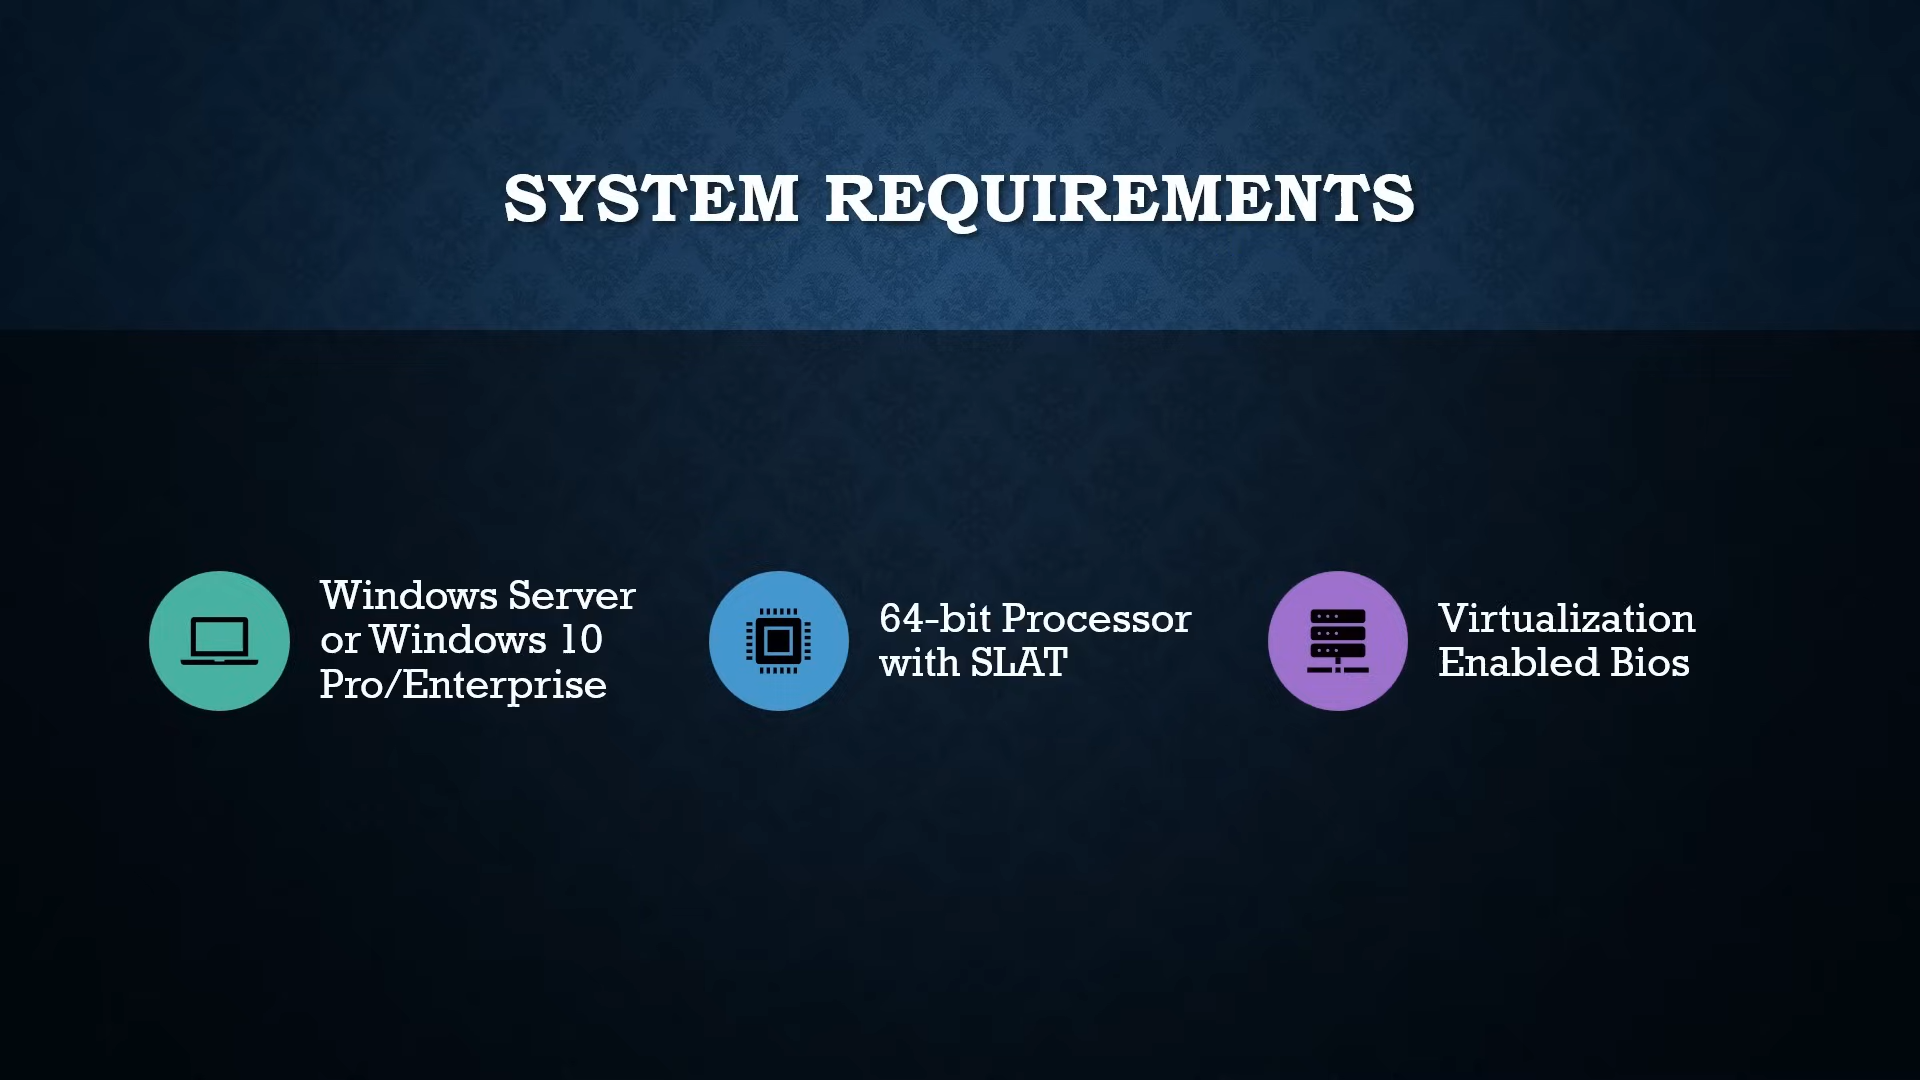 SYSTEM REQUIREMENTS
Windows Server
or Windows 10
Pro/Enterprise
64-bit Processor
with SLAT
Virtualization
Enabled Bios